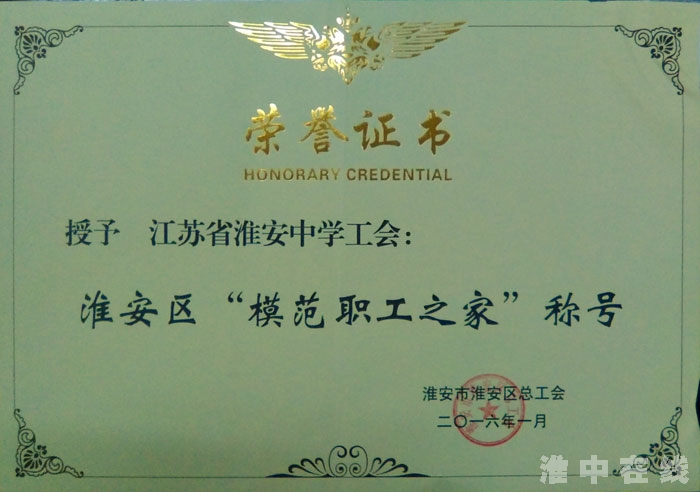 荣誉证书
HONORARY CREDENTIAL
授予 江苏省淮安中学工会:
淮安区“模范职工之家”称号
淮安市淮安区总工会
二〇一六年一月
淮中在线